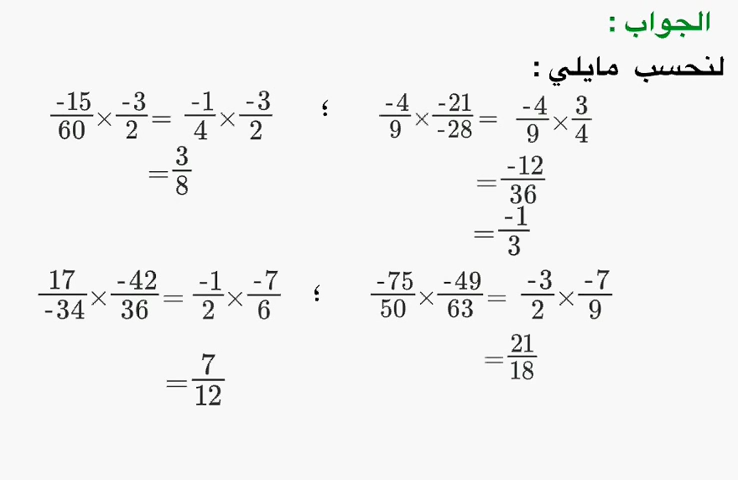 الجواب :
لنحسب مايلي :
-4/9 × -21/-28 = -4/9 × 3/4 ؛ -15/60 × -3/2 = -1/4 × -3/2
= -12/36 = 3/8
= -1/3
-75/50 × -49/63 = -3/2 × -7/9 ؛ 17/-34 × -42/36 = -1/2 × -7/6
= 21/18 = 7/12